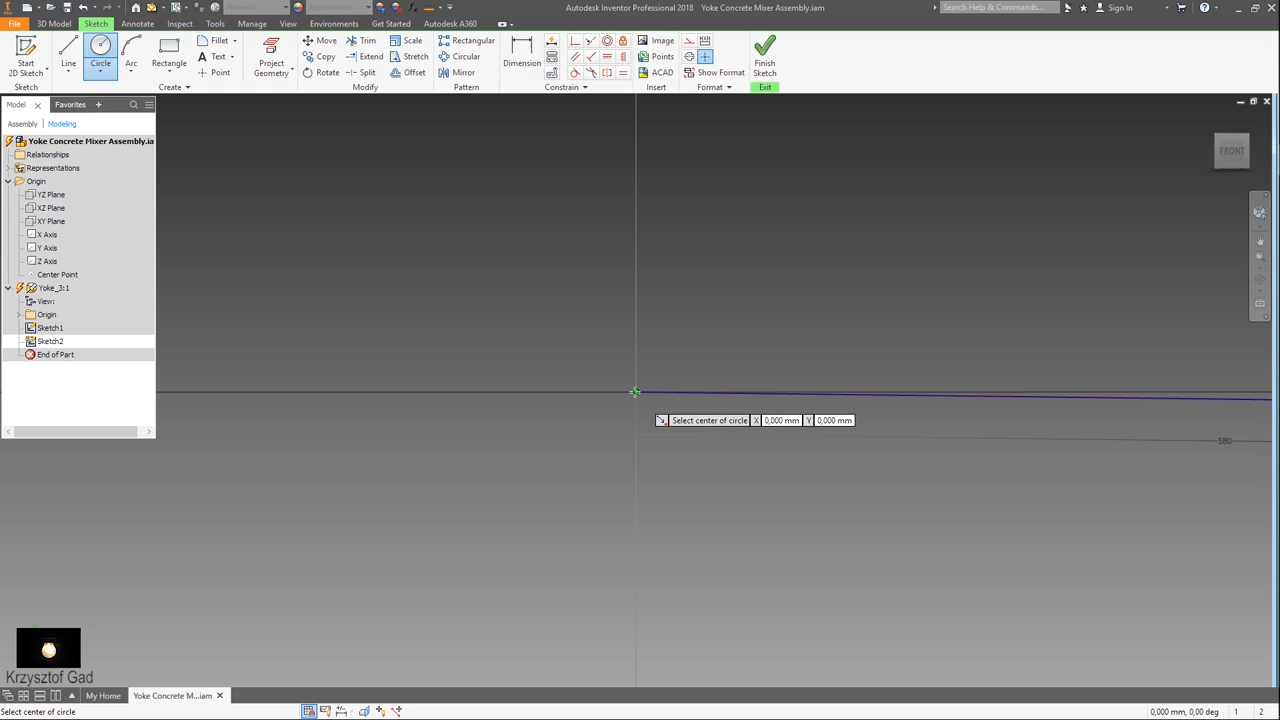 Autodesk Inventor Professional 2018 Yoke Concrete Mixer Assembly.iam Search Help & Commands... Sign In
Material Appearance
File 3D Model Sketch Annotate Inspect Tools Manage View Environments Get Started Autodesk A360
Start 2D Sketch Line Circle Arc Rectangle Fillet Text Point Project Geometry
Move Trim Scale
Copy Extend Stretch
Rotate Split Offset
Rectangular
Circular
Mirror
Dimension
Image
Points
ACAD
Show Format
Finish Sketch
Sketch Create Modify Pattern Constrain Insert Format Exit
Model Favorites
Assembly Modeling
FRONT
Yoke Concrete Mixer Assembly.ia
Relationships
Representations
Origin
YZ Plane
XZ Plane
XY Plane
X Axis
Y Axis
Z Axis
Center Point
Yoke_3:1
View:
Origin
Sketch1
Sketch2
End of Part
Select center of circle X 0,000 mm Y 0,000 mm
580
Krzysztof Gad
My Home Yoke Concrete M...iam
Select center of circle 0,000 mm, 0,00 deg 1 2